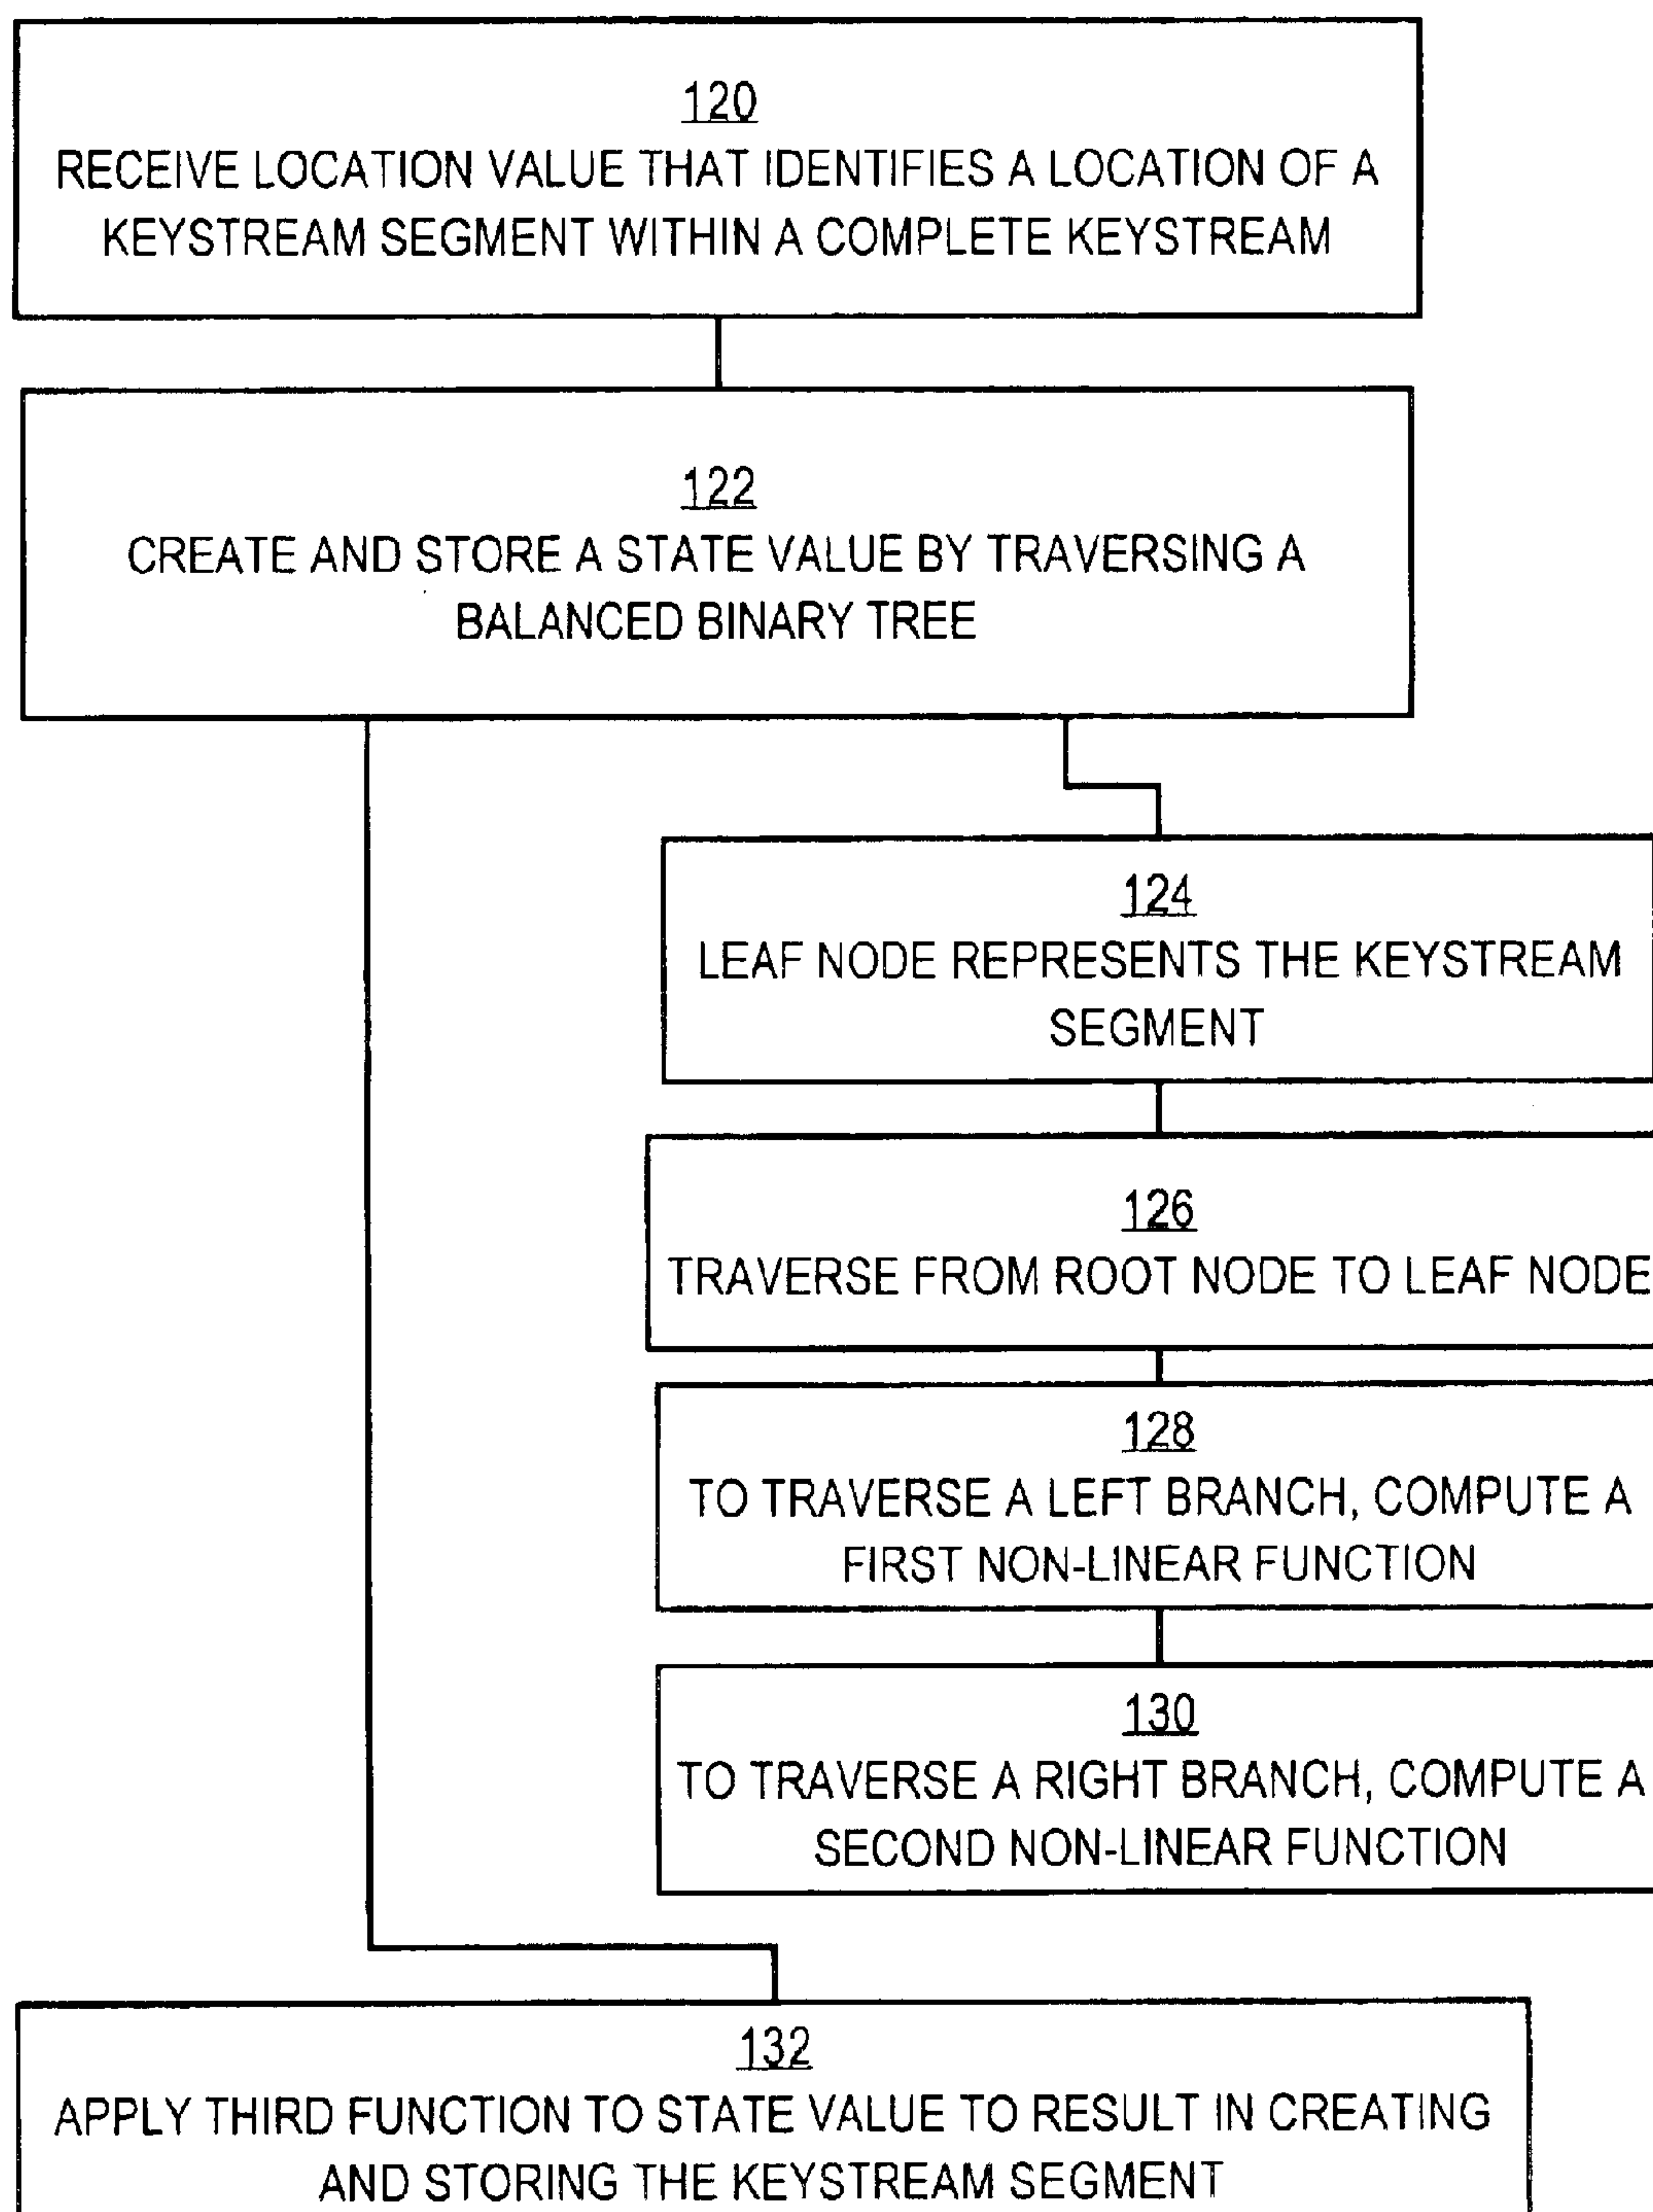 120
RECEIVE LOCATION VALUE THAT IDENTIFIES A LOCATION OF A
KEYSTREAM SEGMENT WITHIN A COMPLETE KEYSTREAM
122
CREATE AND STORE A STATE VALUE BY TRAVERSING A
BALANCED BINARY TREE
124
LEAF NODE REPRESENTS THE KEYSTREAM
SEGMENT
126
TRAVERSE FROM ROOT NODE TO LEAF NODE
128
TO TRAVERSE A LEFT BRANCH, COMPUTE A
FIRST NON-LINEAR FUNCTION
130
TO TRAVERSE A RIGHT BRANCH, COMPUTE A
SECOND NON-LINEAR FUNCTION
132
APPLY THIRD FUNCTION TO STATE VALUE TO RESULT IN CREATING
AND STORING THE KEYSTREAM SEGMENT